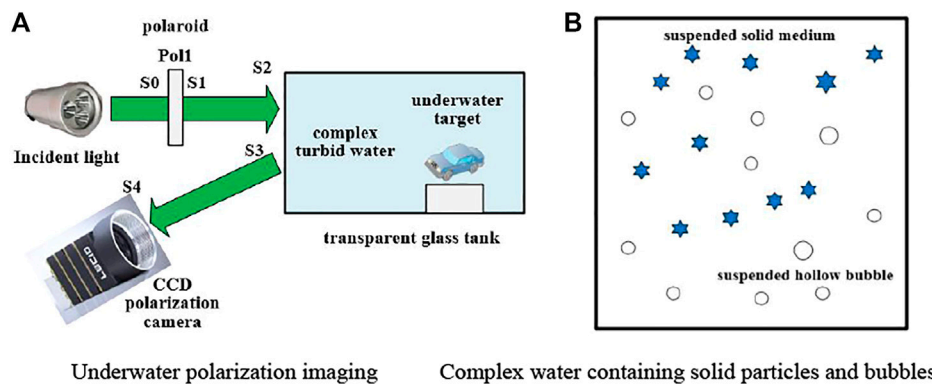 A
polaroid
Pol1
S0
S1
S2
Incident light
S3
S4
complex
turbid water
underwater
target
transparent glass tank
LUCID
CCD
polarization
camera
Underwater polarization imaging
B
suspended solid medium
suspended hollow bubble
Complex water containing solid particles and bubbles